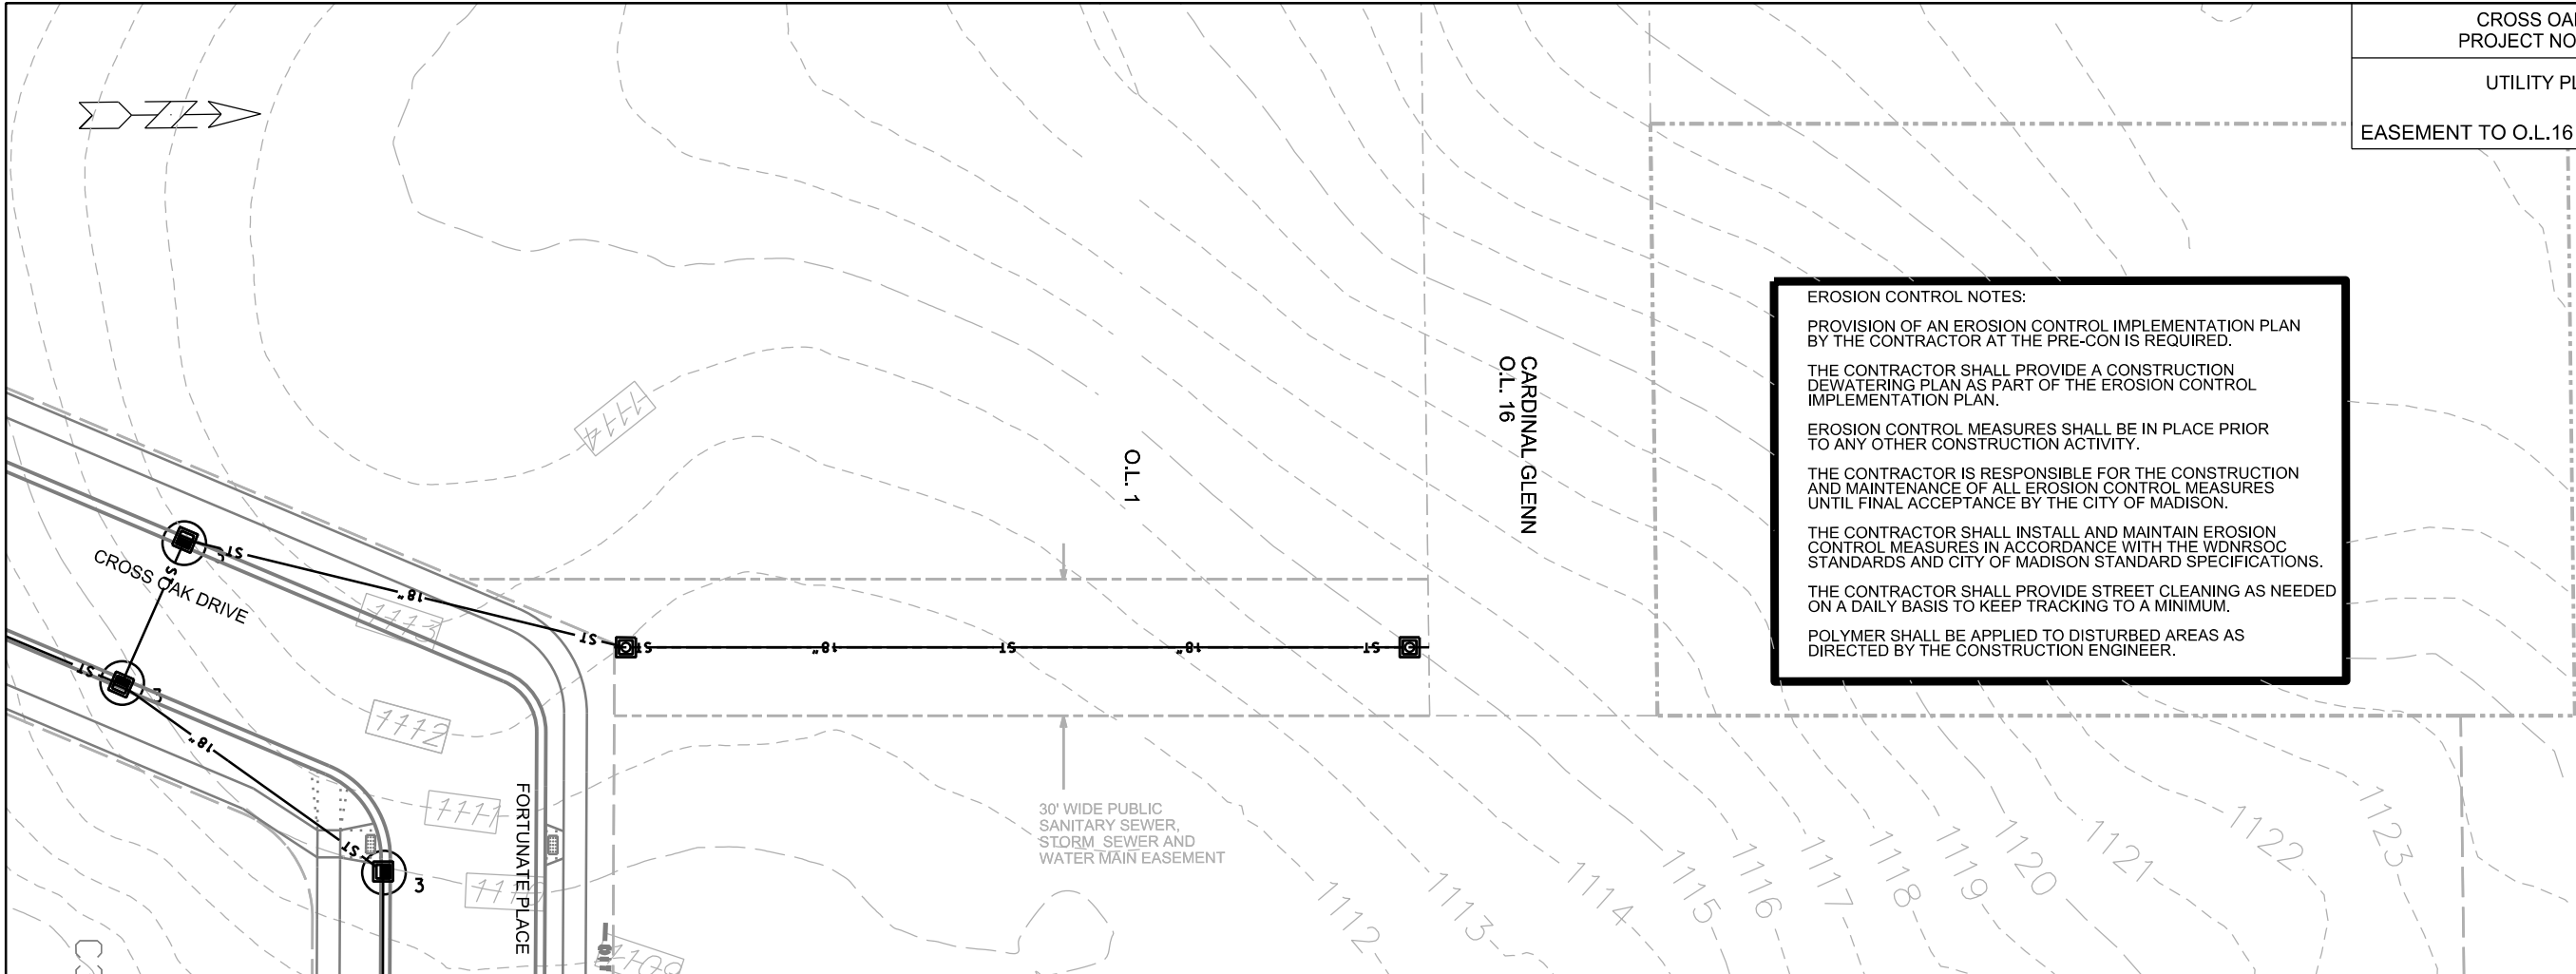 CROSS OA
PROJECT NO
UTILITY PL
EASEMENT TO O.L.16
EROSION CONTROL NOTES:
PROVISION OF AN EROSION CONTROL IMPLEMENTATION PLAN
BY THE CONTRACTOR AT THE PRE-CON IS REQUIRED.
THE CONTRACTOR SHALL PROVIDE A CONSTRUCTION
DEWATERING PLAN AS PART OF THE EROSION CONTROL
IMPLEMENTATION PLAN.
EROSION CONTROL MEASURES SHALL BE IN PLACE PRIOR
TO ANY OTHER CONSTRUCTION ACTIVITY.
THE CONTRACTOR IS RESPONSIBLE FOR THE CONSTRUCTION
AND MAINTENANCE OF ALL EROSION CONTROL MEASURES
UNTIL FINAL ACCEPTANCE BY THE CITY OF MADISON.
THE CONTRACTOR SHALL INSTALL AND MAINTAIN EROSION
CONTROL MEASURES IN ACCORDANCE WITH THE WDNRSOC
STANDARDS AND CITY OF MADISON STANDARD SPECIFICATIONS.
THE CONTRACTOR SHALL PROVIDE STREET CLEANING AS NEEDED
ON A DAILY BASIS TO KEEP TRACKING TO A MINIMUM.
POLYMER SHALL BE APPLIED TO DISTURBED AREAS AS
DIRECTED BY THE CONSTRUCTION ENGINEER.
CARDINAL GLENN
O.L. 16
O.L. 1
1114
CROSS OAK DRIVE
ST
ST
18"
ST
ST
18"
ST
18"
ST
1113
1112
1111
1110
1109
ST
18"
ST
3
FORTUNATE PLACE
30' WIDE PUBLIC
SANITARY SEWER,
STORM SEWER AND
WATER MAIN EASEMENT
1112
1113
1114
1115
1116
1117
1118
1119
1120
1121
1122
1123